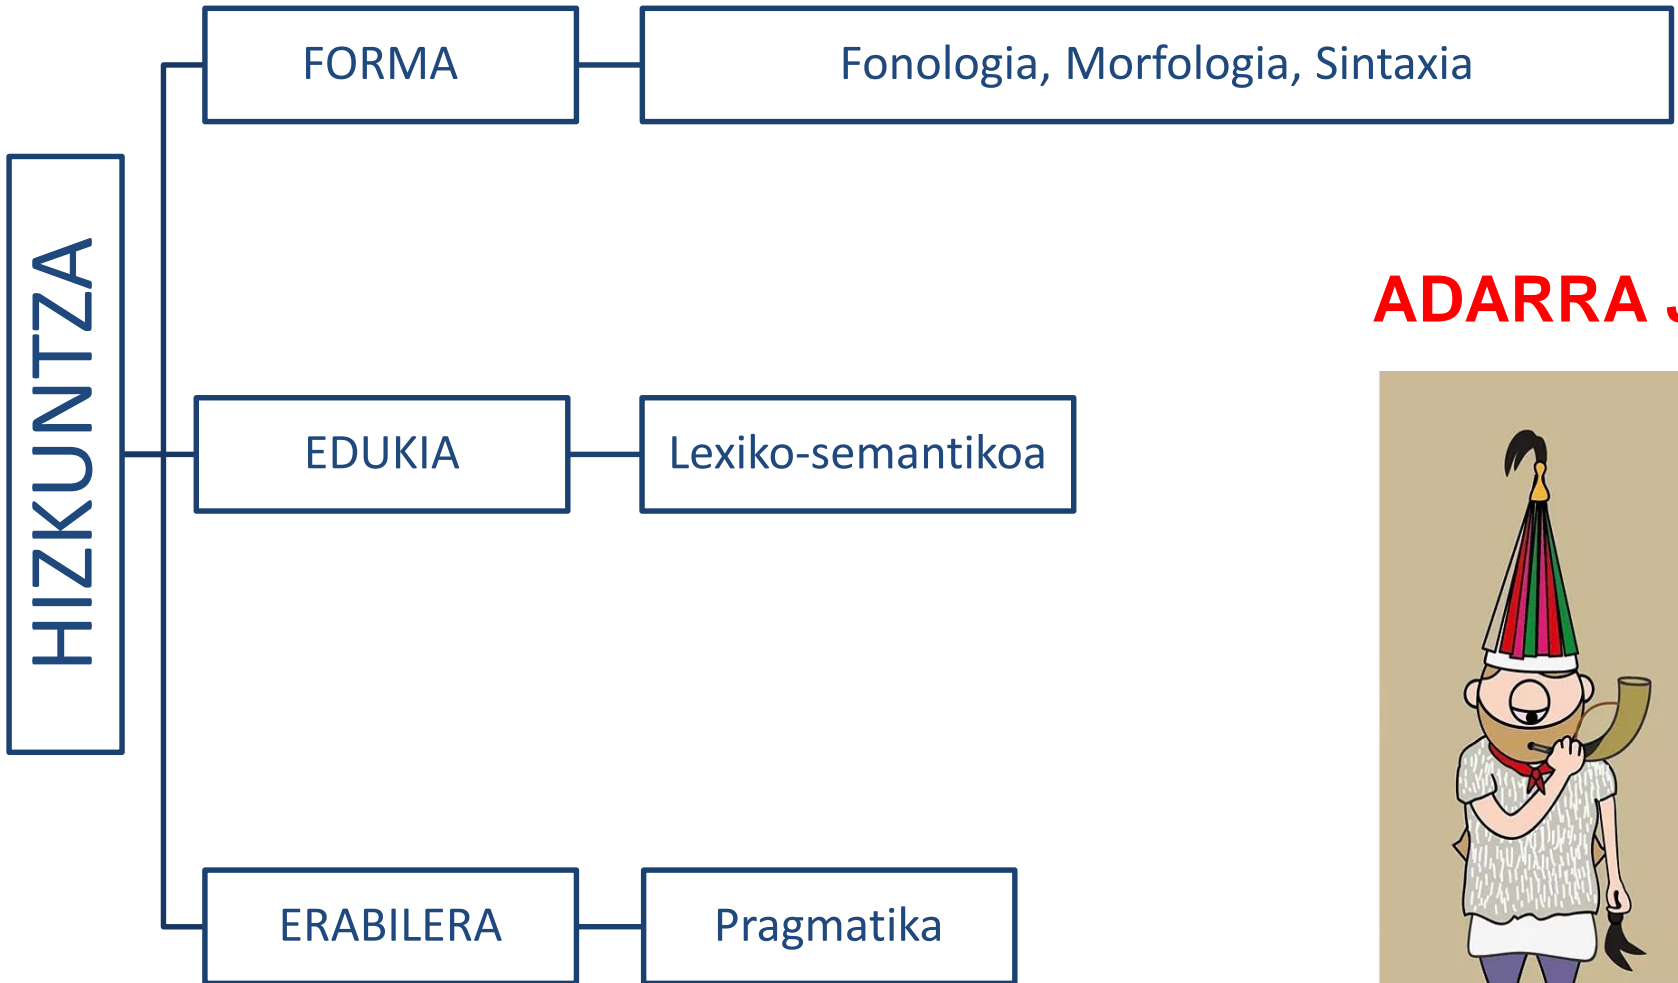 HIZKUNTZA
FORMA
Fonologia, Morfologia, Sintaxia
EDUKIA
Lexiko-semantikoa
ERABILERA
Pragmatika
ADARRA